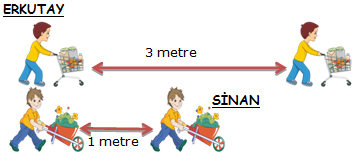 ERKUTAY
3 metre
SİNAN
1 metre